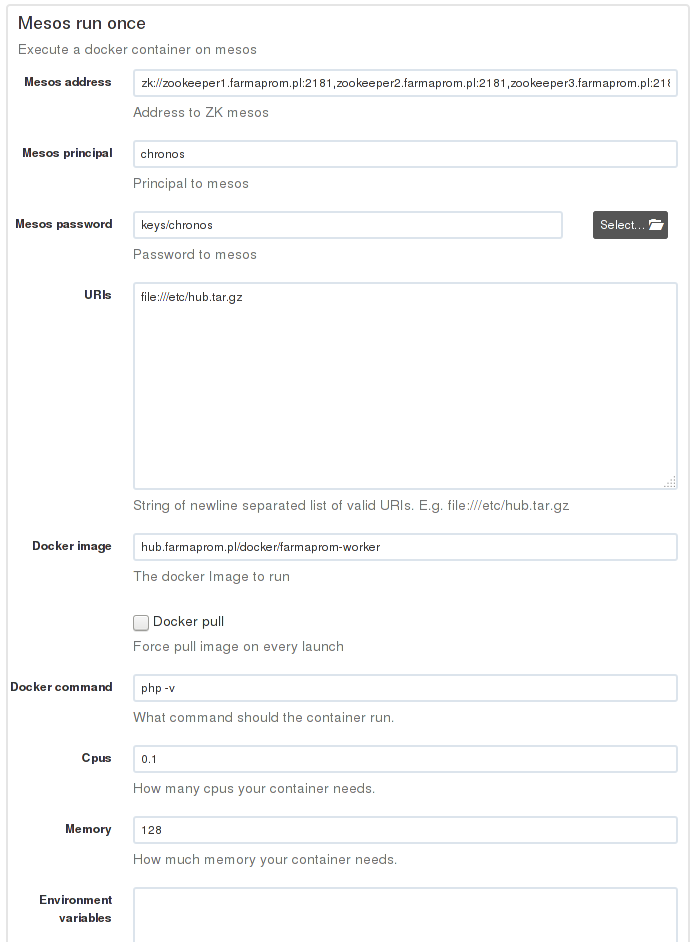 Mesos run once
Execute a docker container on mesos
Mesos address
zk://zookeeper1.farmaprom.pl:2181,zookeeper2.farmaprom.pl:2181,zookeeper3.farmaprom.pl:218
Address to ZK mesos
Mesos principal
chronos
Principal to mesos
Mesos password
keys/chronos
Select...
Password to mesos
URIs
file:///etc/hub.tar.gz
String of newline separated list of valid URIs. E.g. file:///etc/hub.tar.gz
Docker image
hub.farmaprom.pl/docker/farmaprom-worker
The docker Image to run
Docker pull
Force pull image on every launch
Docker command
php -v
What command should the container run.
Cpus
0.1
How many cpus your container needs.
Memory
128
How much memory your container needs.
Environment
variables